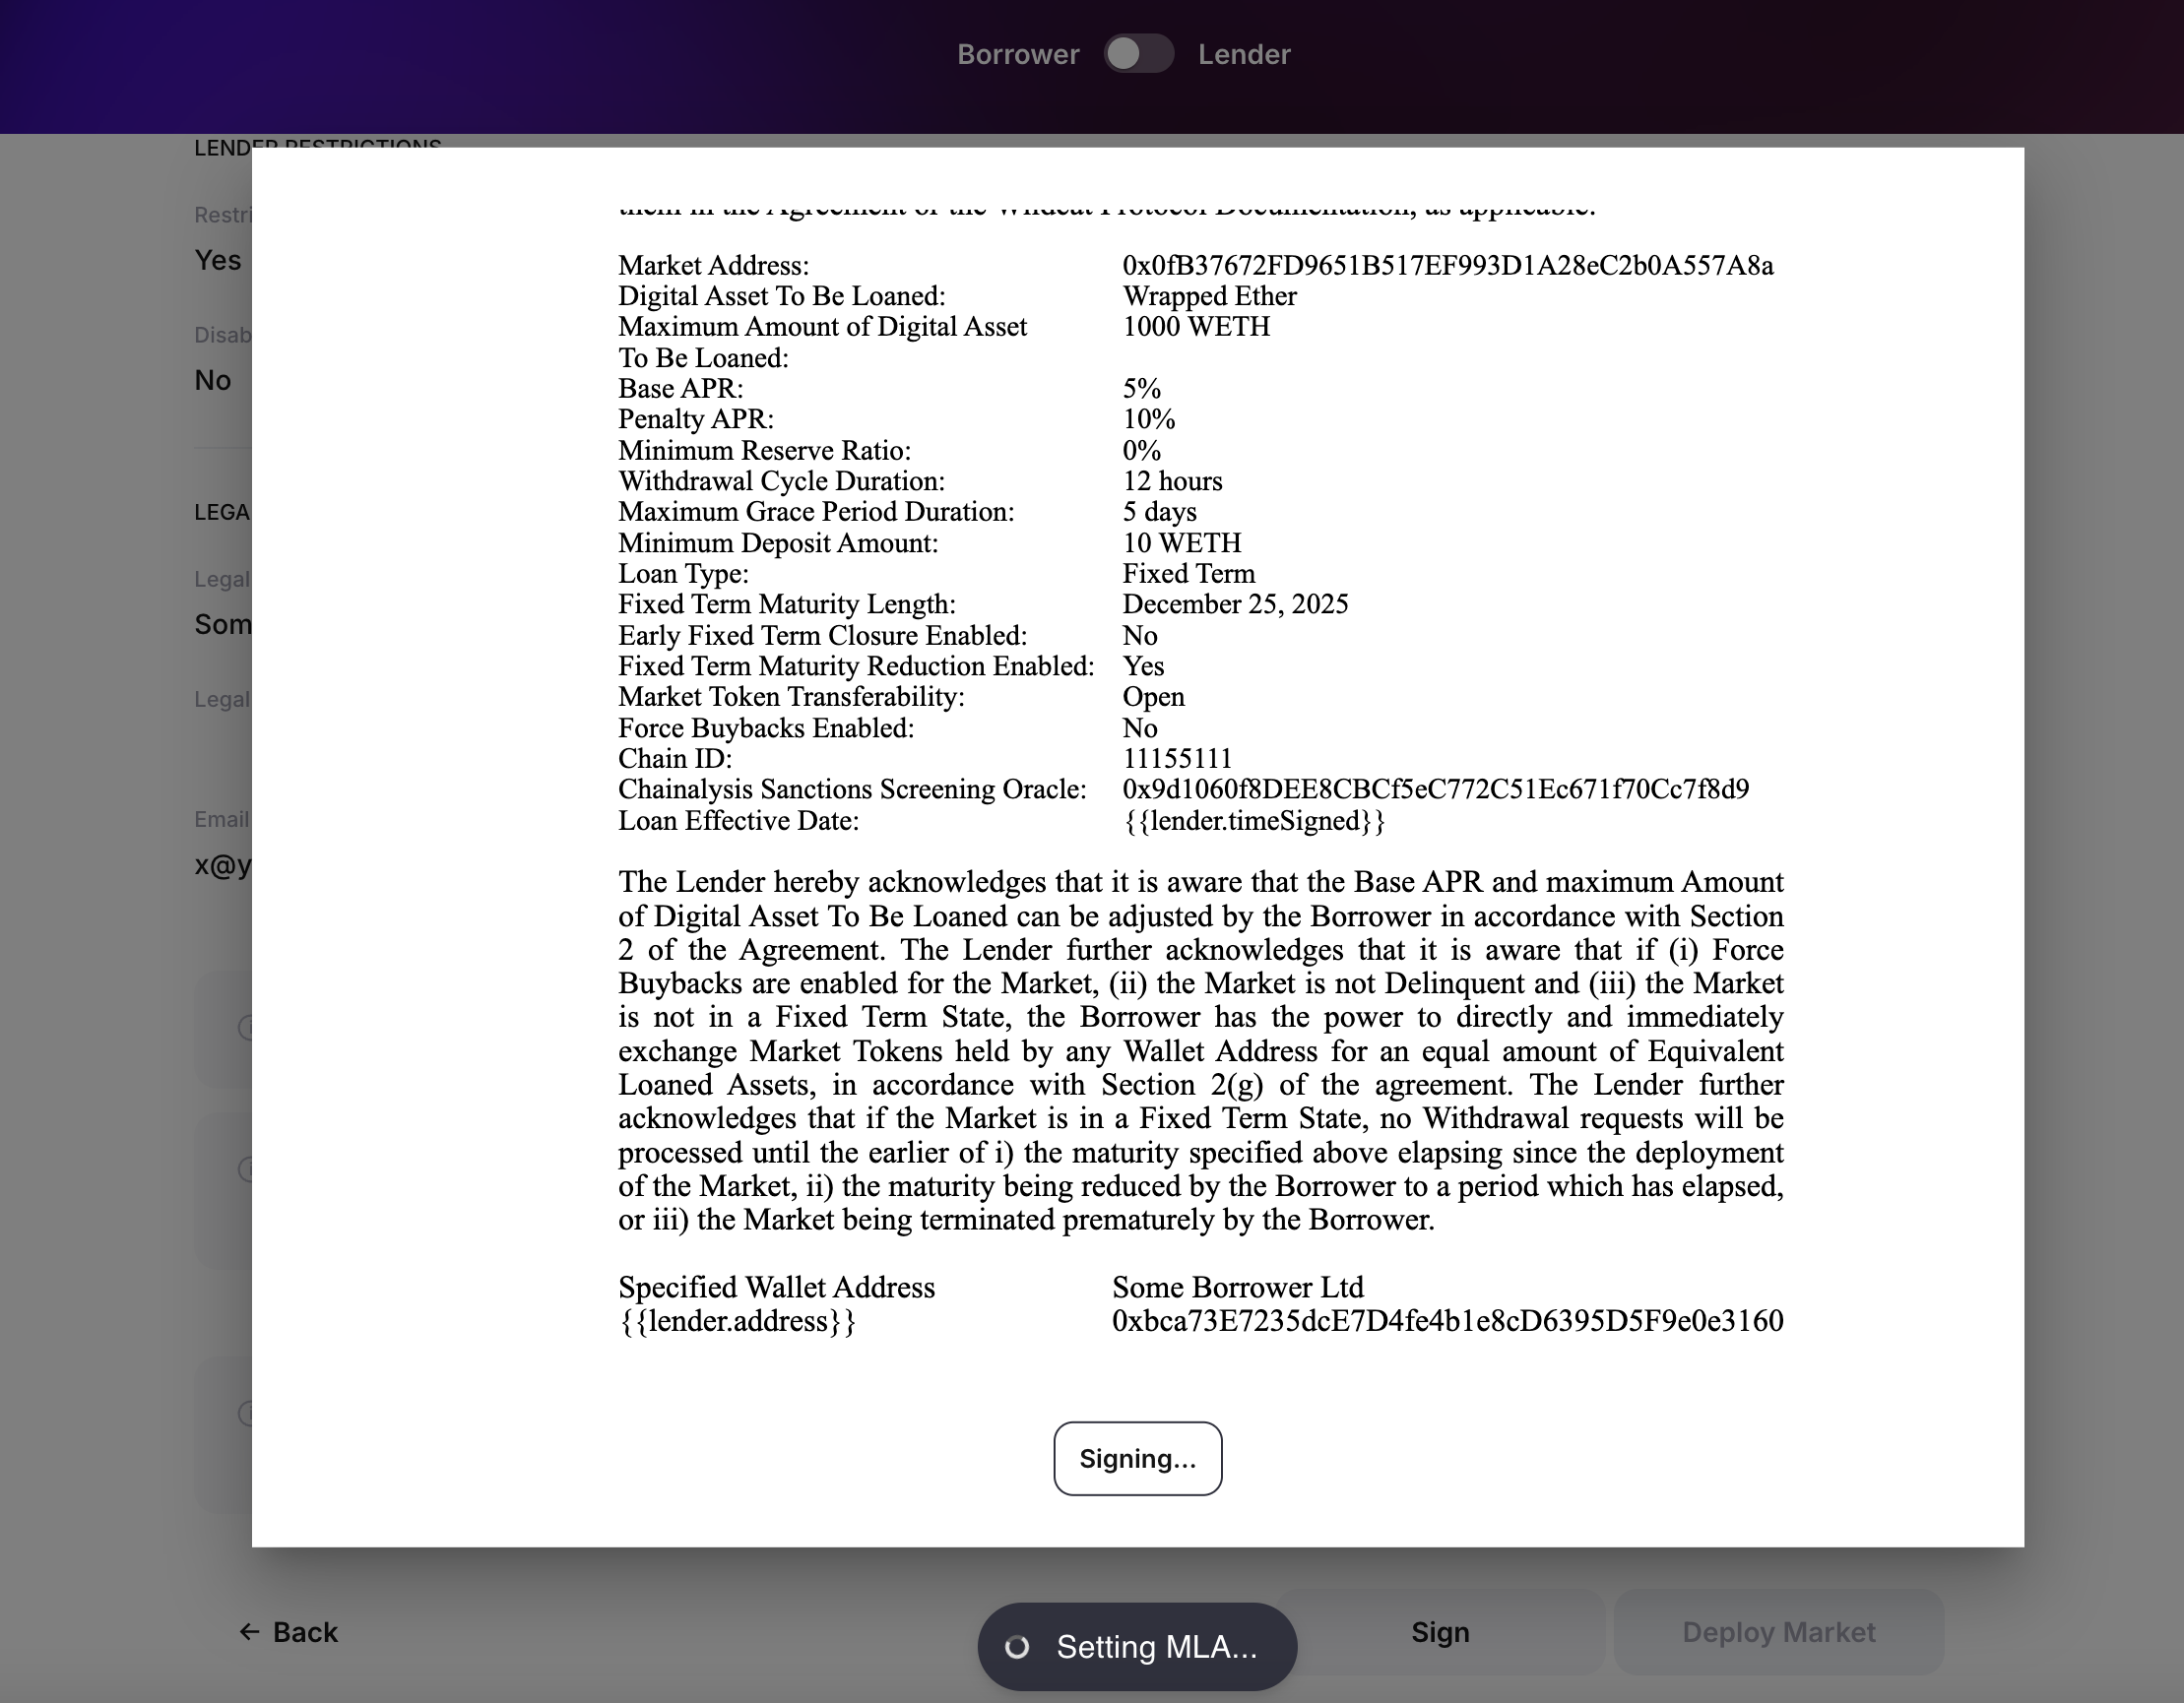 Borrower Lender
LENDER RESTRICTIONS
Restri
Yes
Disab
No
LEGA
Legal
Som
Legal
Email
x@y
them in the Agreement or the Wildcat Protocol Documentation, as applicable.
Market Address: 0x0fB37672FD9651B517EF993D1A28eC2b0A557A8a
Digital Asset To Be Loaned: Wrapped Ether
Maximum Amount of Digital Asset 1000 WETH
To Be Loaned:
Base APR: 5%
Penalty APR: 10%
Minimum Reserve Ratio: 0%
Withdrawal Cycle Duration: 12 hours
Maximum Grace Period Duration: 5 days
Minimum Deposit Amount: 10 WETH
Loan Type: Fixed Term
Fixed Term Maturity Length: December 25, 2025
Early Fixed Term Closure Enabled: No
Fixed Term Maturity Reduction Enabled: Yes
Market Token Transferability: Open
Force Buybacks Enabled: No
Chain ID: 11155111
Chainalysis Sanctions Screening Oracle: 0x9d1060f8DEE8CBCf5eC772C51Ec671f70Cc7f8d9
Loan Effective Date: {{lender.timeSigned}}
The Lender hereby acknowledges that it is aware that the Base APR and maximum Amount
of Digital Asset To Be Loaned can be adjusted by the Borrower in accordance with Section
2 of the Agreement. The Lender further acknowledges that it is aware that if (i) Force
Buybacks are enabled for the Market, (ii) the Market is not Delinquent and (iii) the Market
is not in a Fixed Term State, the Borrower has the power to directly and immediately
exchange Market Tokens held by any Wallet Address for an equal amount of Equivalent
Loaned Assets, in accordance with Section 2(g) of the agreement. The Lender further
acknowledges that if the Market is in a Fixed Term State, no Withdrawal requests will be
processed until the earlier of i) the maturity specified above elapsing since the deployment
of the Market, ii) the maturity being reduced by the Borrower to a period which has elapsed,
or iii) the Market being terminated prematurely by the Borrower.
Specified Wallet Address Some Borrower Ltd
{{lender.address}} 0xbca73E7235dcE7D4fe4b1e8cD6395D5F9e0e3160
Signing...
← Back Setting MLA... Sign Deploy Market